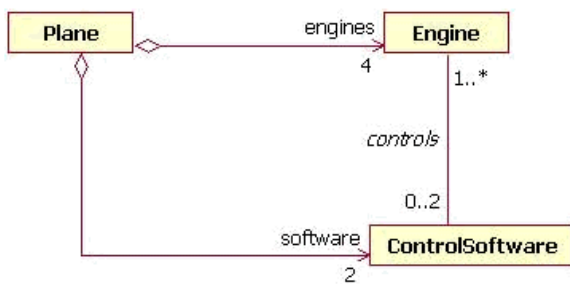 Plane
engines
Engine
4
1..*
controls
0..2
software
ControlSoftware
2